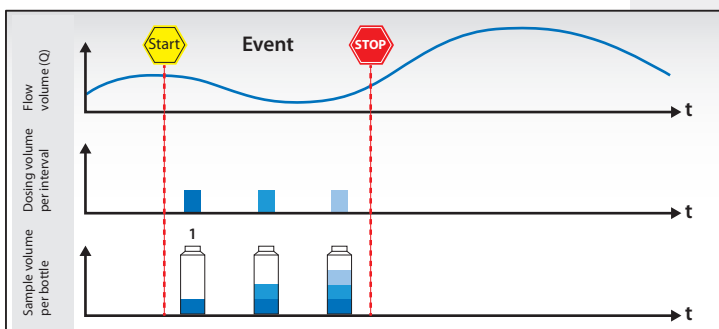 Start
Event
STOP
Flow
volume (Q)
t
Dosing volume
per interval
t
1
Sample volume
per bottle
t